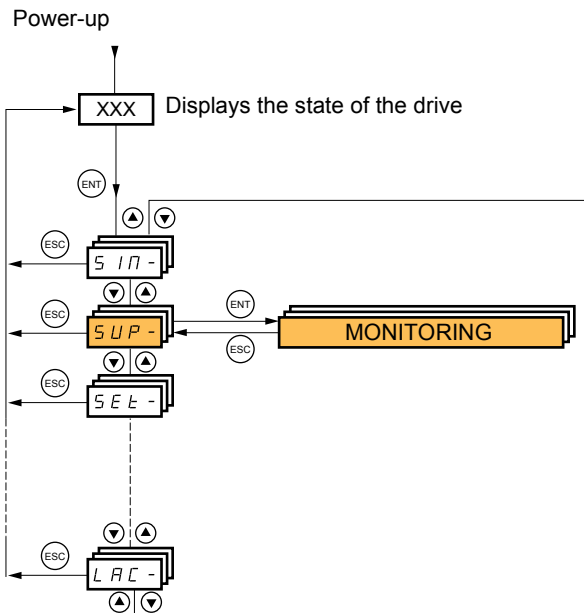 Power-up
XXX Displays the state of the drive
ENT
ESC
SIM-
ENT
ESC
SUP-
MONITORING
ESC
ESC
SEt-
ESC
LAC-